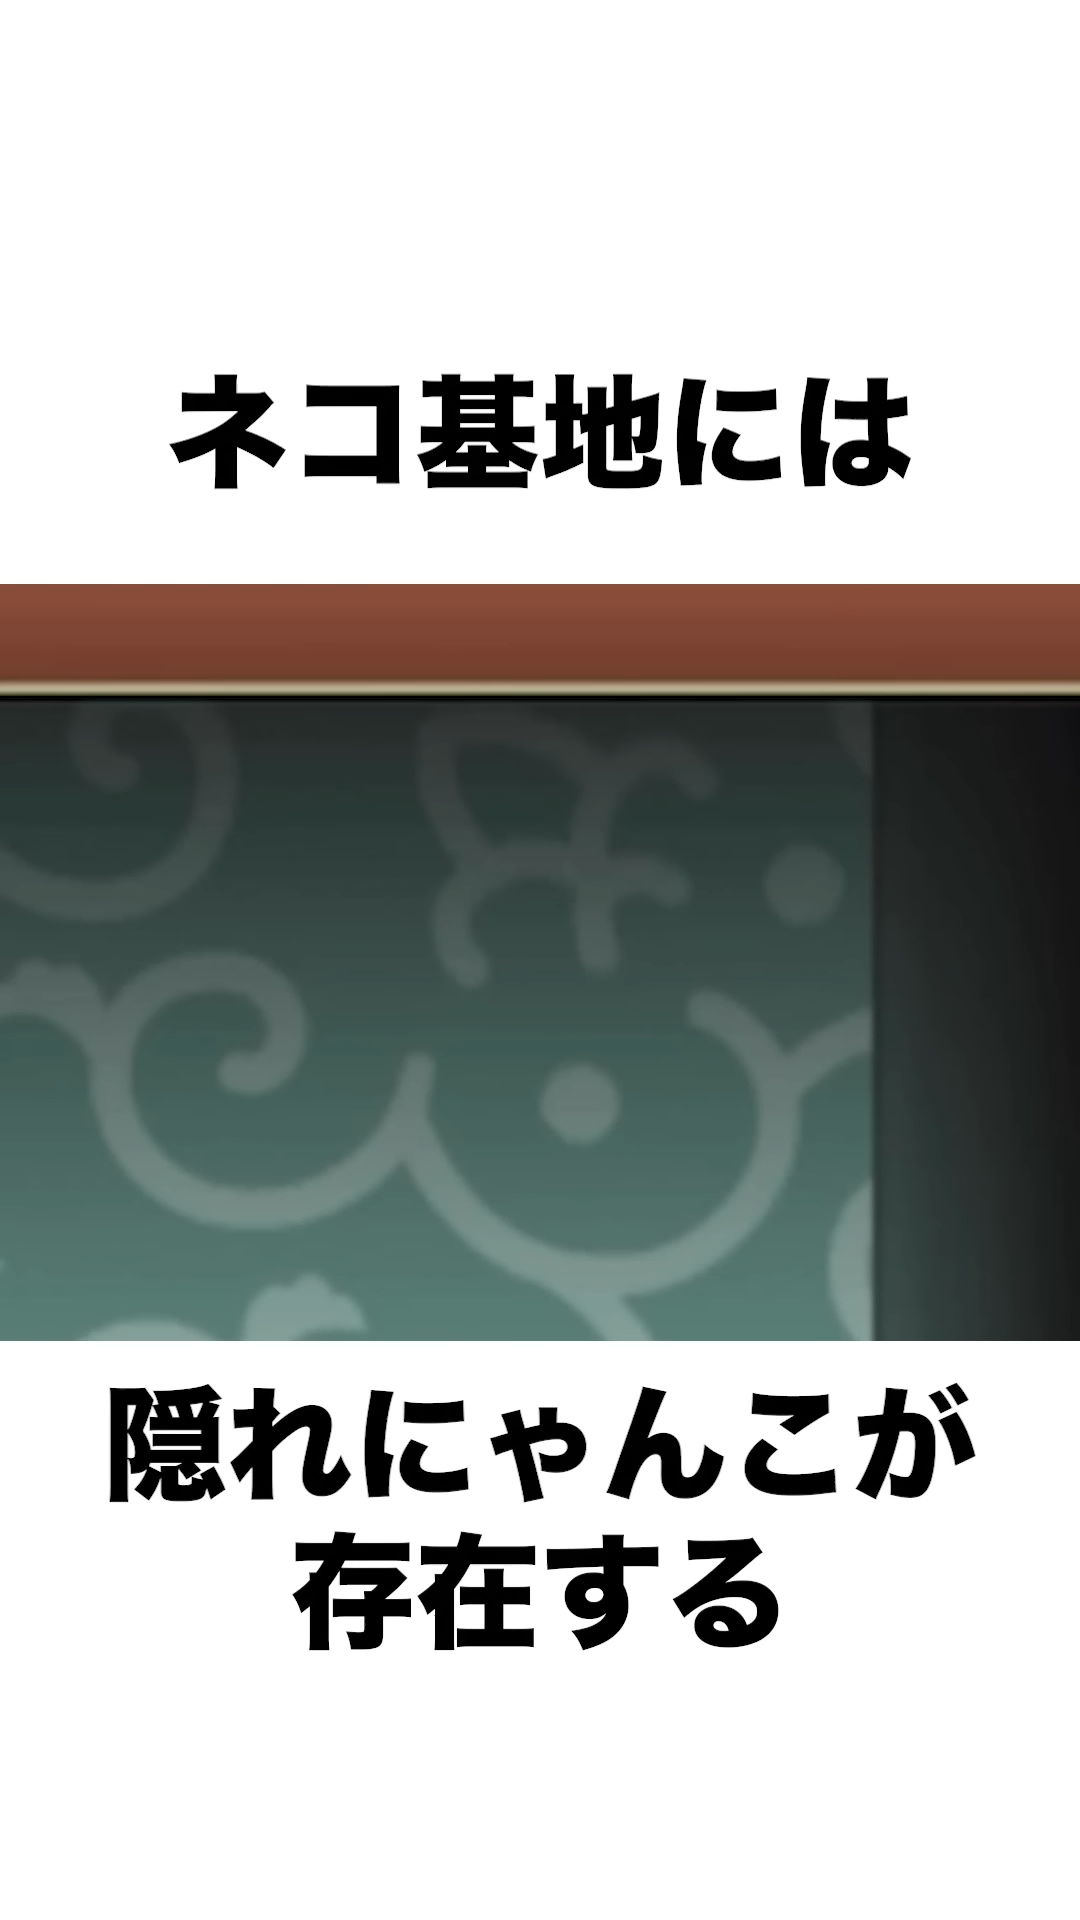 ネコ基地には
隠れにゃんこが
存在する